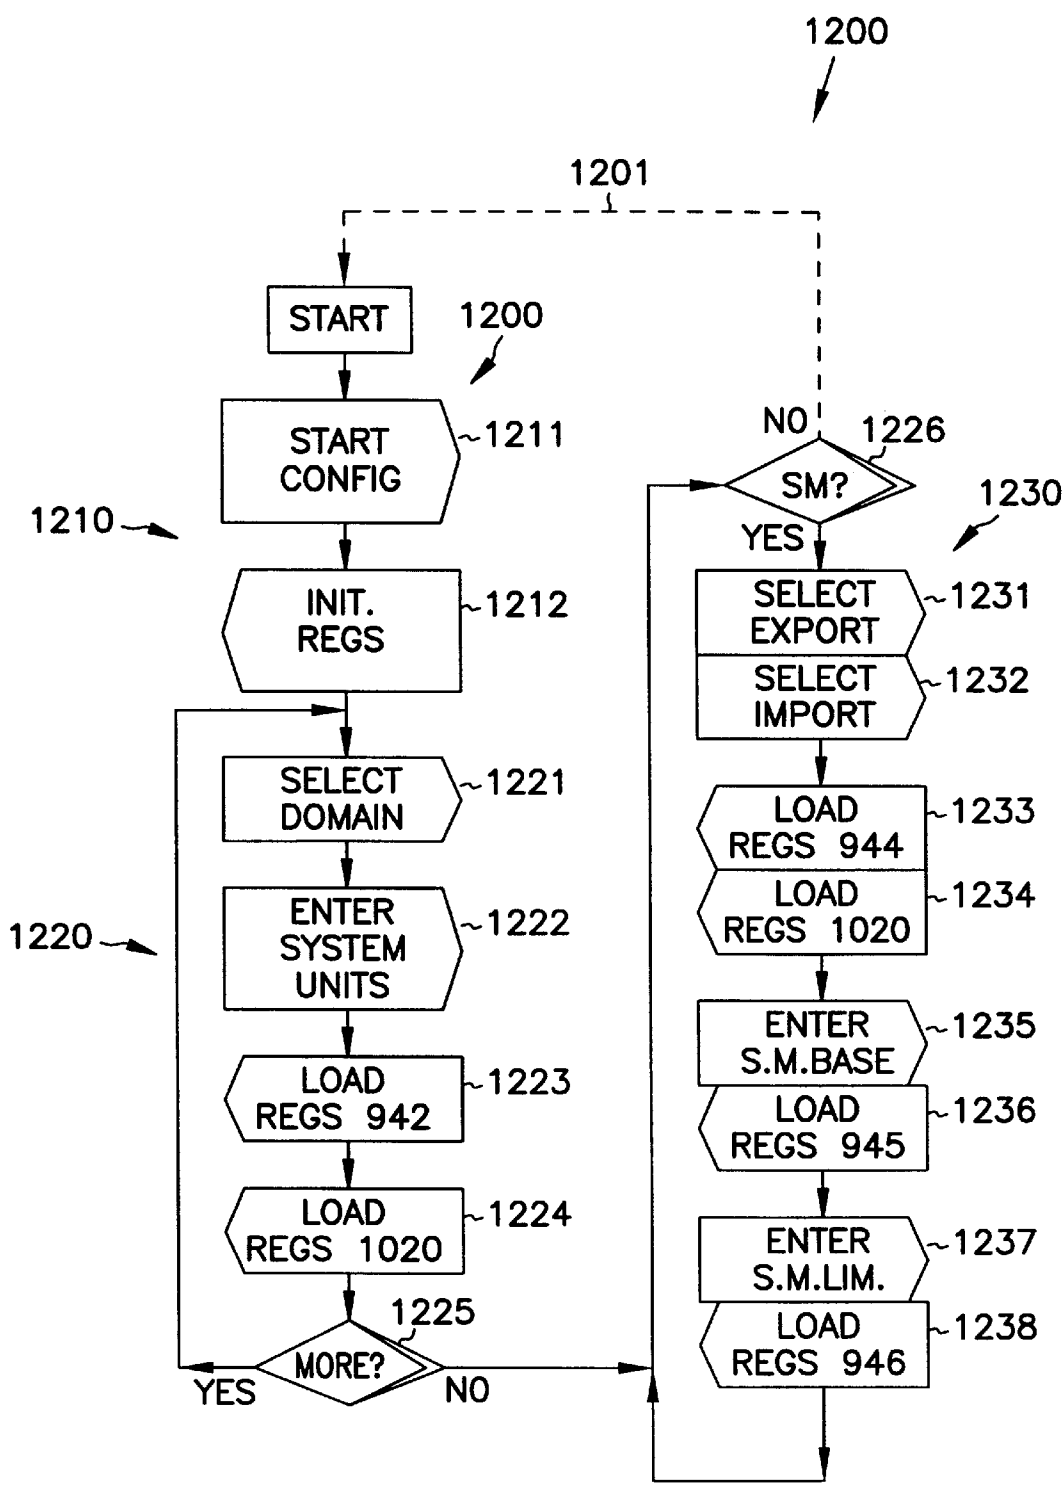 1200
1201
START
1200
START
CONFIG
1211
1210
INIT.
REGS
1212
SELECT
DOMAIN
1221
ENTER
SYSTEM
UNITS
1222
1220
LOAD
REGS 942
1223
LOAD
REGS 1020
1224
1225
MORE?
YES
NO
NO
1226
SM?
YES
1230
SELECT
EXPORT
1231
SELECT
IMPORT
1232
LOAD
REGS 944
1233
LOAD
REGS 1020
1234
ENTER
S.M.BASE
1235
LOAD
REGS 945
1236
ENTER
S.M.LIM.
1237
LOAD
REGS 946
1238